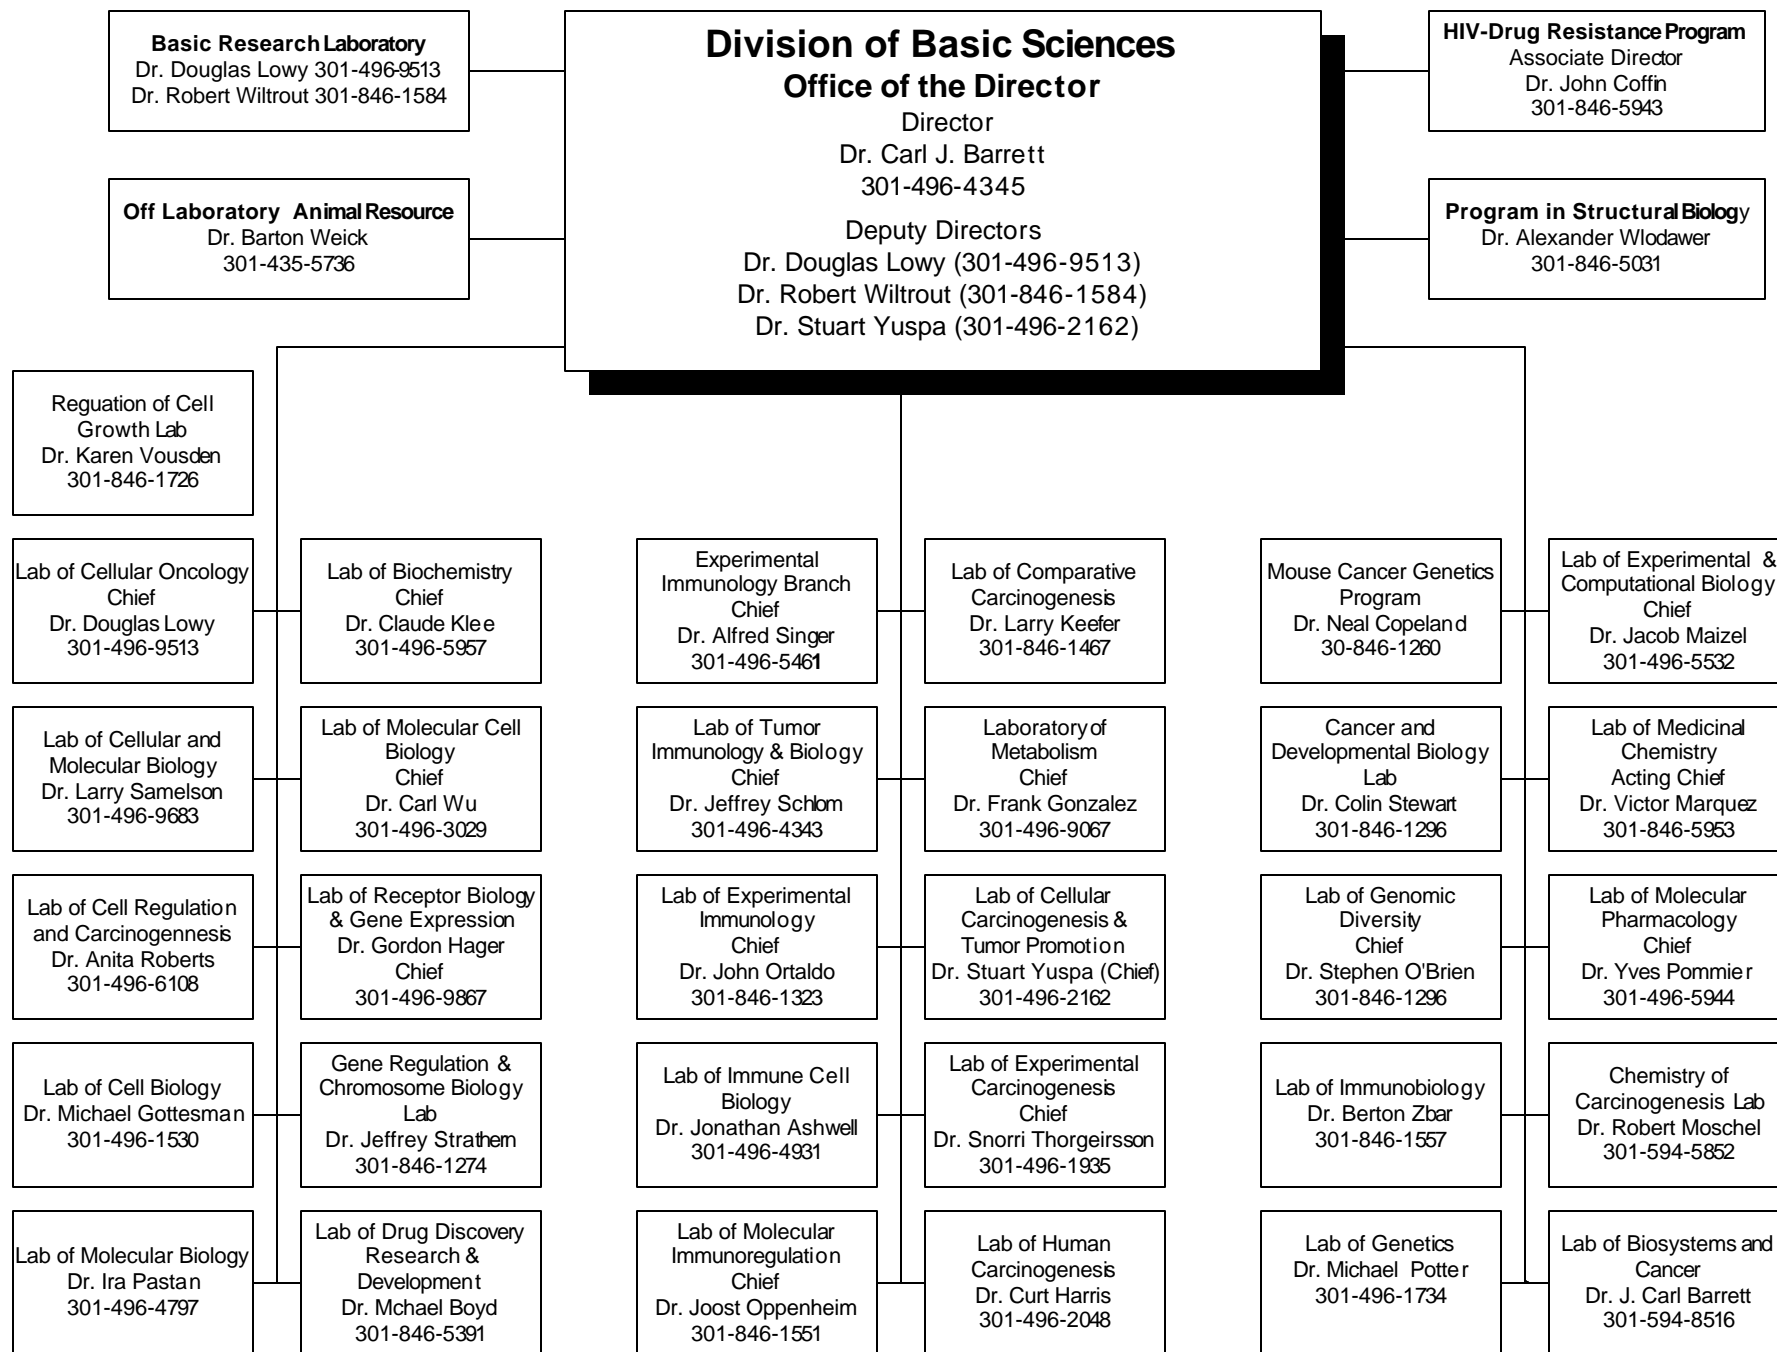 Basic Research Laboratory
Dr. Douglas Lowy 301-496-9513
Dr. Robert Wiltrout 301-846-1584
Division of Basic Sciences
Office of the Director
Director
Dr. Carl J. Barrett
301-496-4345
Deputy Directors
Dr. Douglas Lowy (301-496-9513)
Dr. Robert Wiltrout (301-846-1584)
Dr. Stuart Yuspa (301-496-2162)
HIV-Drug Resistance Program
Associate Director
Dr. John Coffin
301-846-5943
Off Laboratory Animal Resource
Dr. Barton Weick
301-435-5736
Program in Structural Biology
Dr. Alexander Wlodawer
301-846-5031
Reguation of Cell
Growth Lab
Dr. Karen Vousden
301-846-1726
Lab of Cellular Oncology
Chief
Dr. Douglas Lowy
301-496-9513
Lab of Biochemistry
Chief
Dr. Claude Klee
301-496-5957
Experimental
Immunology Branch
Chief
Dr. Alfred Singer
301-496-5461
Lab of Comparative
Carcinogenesis
Dr. Larry Keefer
301-846-1467
Mouse Cancer Genetics
Program
Dr. Neal Copeland
30-846-1260
Lab of Experimental &
Computational Biology
Chief
Dr. Jacob Maizel
301-496-5532
Lab of Cellular and
Molecular Biology
Dr. Larry Samelson
301-496-9683
Lab of Molecular Cell
Biology
Chief
Dr. Carl Wu
301-496-3029
Lab of Tumor
Immunology & Biology
Chief
Dr. Jeffrey Schlom
301-496-4343
Laboratory of
Metabolism
Chief
Dr. Frank Gonzalez
301-496-9067
Cancer and
Developmental Biology
Lab
Dr. Colin Stewart
301-846-1296
Lab of Medicinal
Chemistry
Acting Chief
Dr. Victor Marquez
301-846-5953
Lab of Cell Regulation
and Carcinogennesis
Dr. Anita Roberts
301-496-6108
Lab of Receptor Biology
& Gene Expression
Dr. Gordon Hager
Chief
301-496-9867
Lab of Experimental
Immunology
Chief
Dr. John Ortaldo
301-846-1323
Lab of Cellular
Carcinogenesis &
Tumor Promotion
Dr. Stuart Yuspa (Chief)
301-496-2162
Lab of Genomic
Diversity
Chief
Dr. Stephen O'Brien
301-846-1296
Lab of Molecular
Pharmacology
Chief
Dr. Yves Pommier
301-496-5944
Lab of Cell Biology
Dr. Michael Gottesman
301-496-1530
Gene Regulation &
Chromosome Biology
Lab
Dr. Jeffrey Strathern
301-846-1274
Lab of Immune Cell
Biology
Dr. Jonathan Ashwell
301-496-4931
Lab of Experimental
Carcinogenesis
Chief
Dr. Snorri Thorgeirsson
301-496-1935
Lab of Immunobiology
Dr. Berton Zbar
301-846-1557
Chemistry of
Carcinogenesis Lab
Dr. Robert Moschel
301-594-5852
Lab of Molecular Biology
Dr. Ira Pastan
301-496-4797
Lab of Drug Discovery
Research &
Development
Dr. Mchael Boyd
301-846-5391
Lab of Molecular
Immunoregulation
Chief
Dr. Joost Oppenheim
301-846-1551
Lab of Human
Carcinogenesis
Dr. Curt Harris
301-496-2048
Lab of Genetics
Dr. Michael Potter
301-496-1734
Lab of Biosystems and
Cancer
Dr. J. Carl Barrett
301-594-8516